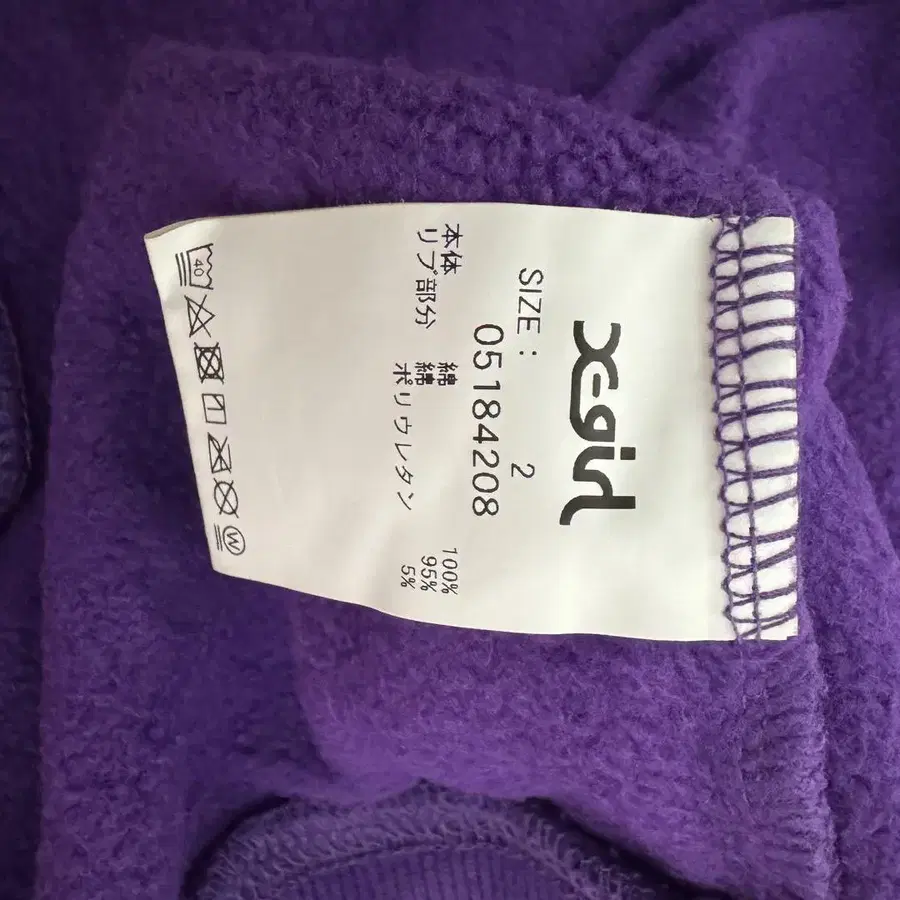 X-girl
SIZE : 2
05184208
本体 綿 100%
リブ部分 綿 95%
ポリウレタン 5%
40
W